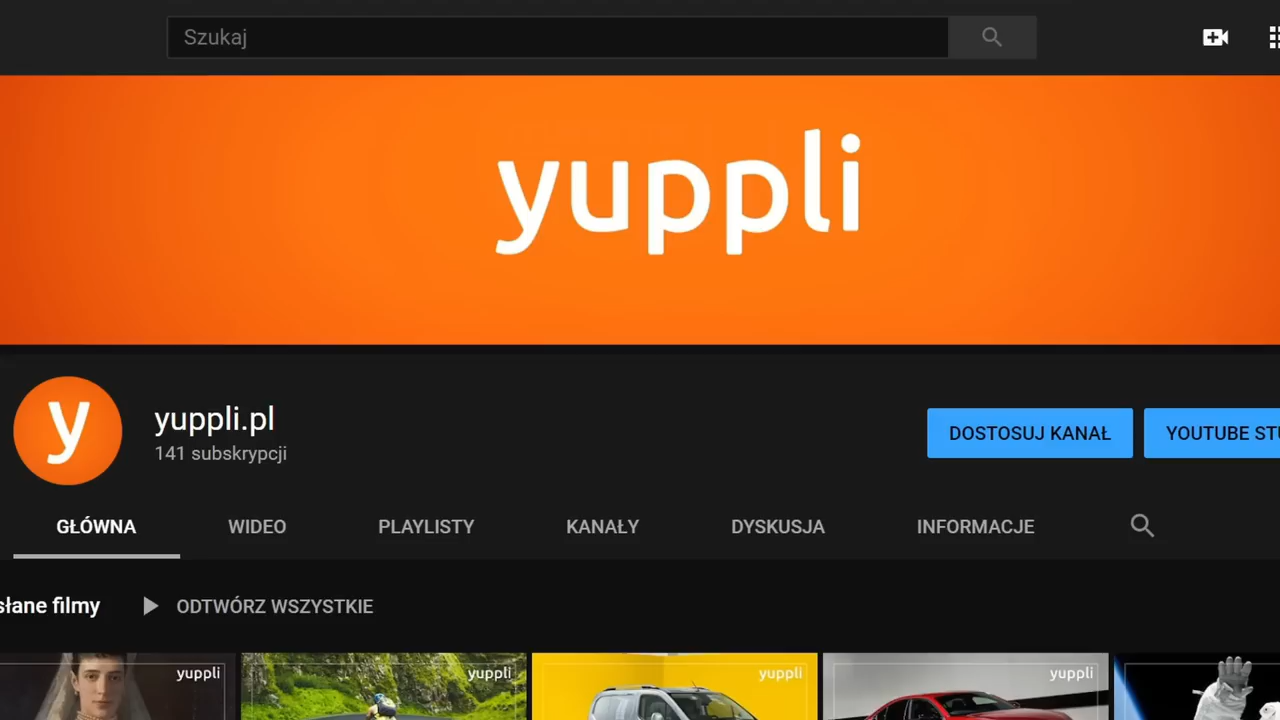 Szukaj
yuppli
y
yuppli.pl
141 subskrypcji
DOSTOSUJ KANAŁ
YOUTUBE STU
GŁÓWNA
WIDEO
PLAYLISTY
KANAŁY
DYSKUSJA
INFORMACJE
słane filmy
ODTWÓRZ WSZYSTKIE
yuppli
yuppli
yuppli
yuppli